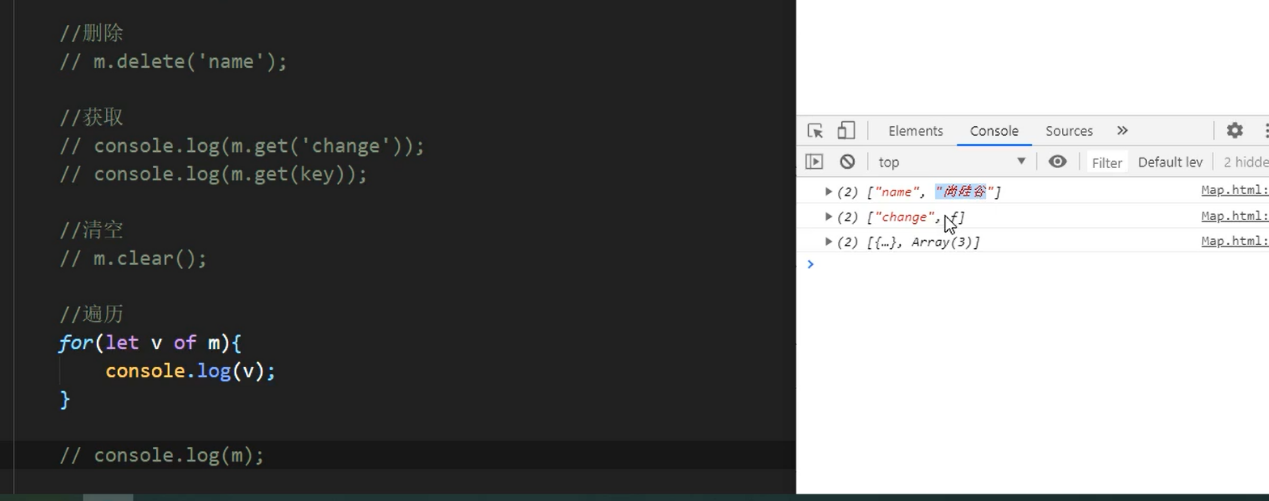 //删除
// m.delete('name');
//获取
// console.log(m.get('change'));
// console.log(m.get(key));
//清空
// m.clear();
//遍历
for(let v of m){
console.log(v);
}
// console.log(m);
Elements Console Sources »
top Filter Default lev 2 hidde
(2) ["name", "尚硅谷"] Map.html:
(2) ["change", ƒ] Map.html:
(2) [{…}, Array(3)] Map.html:
>